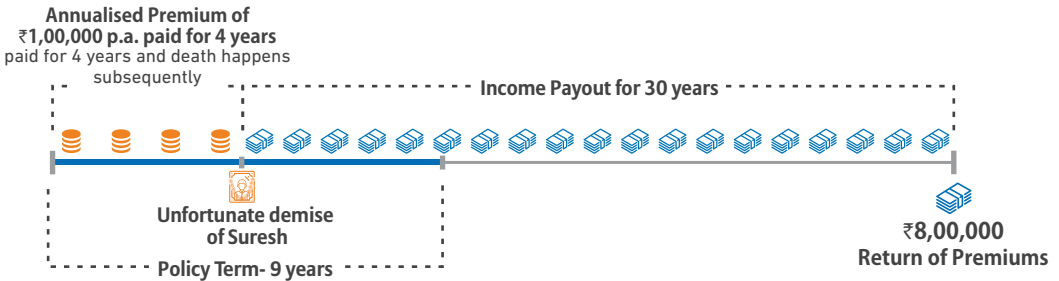 Annualised Premium of
₹1,00,000 p.a. paid for 4 years
paid for 4 years and death happens
subsequently
Income Payout for 30 years
Unfortunate demise
of Suresh
Policy Term- 9 years
₹8,00,000
Return of Premiums